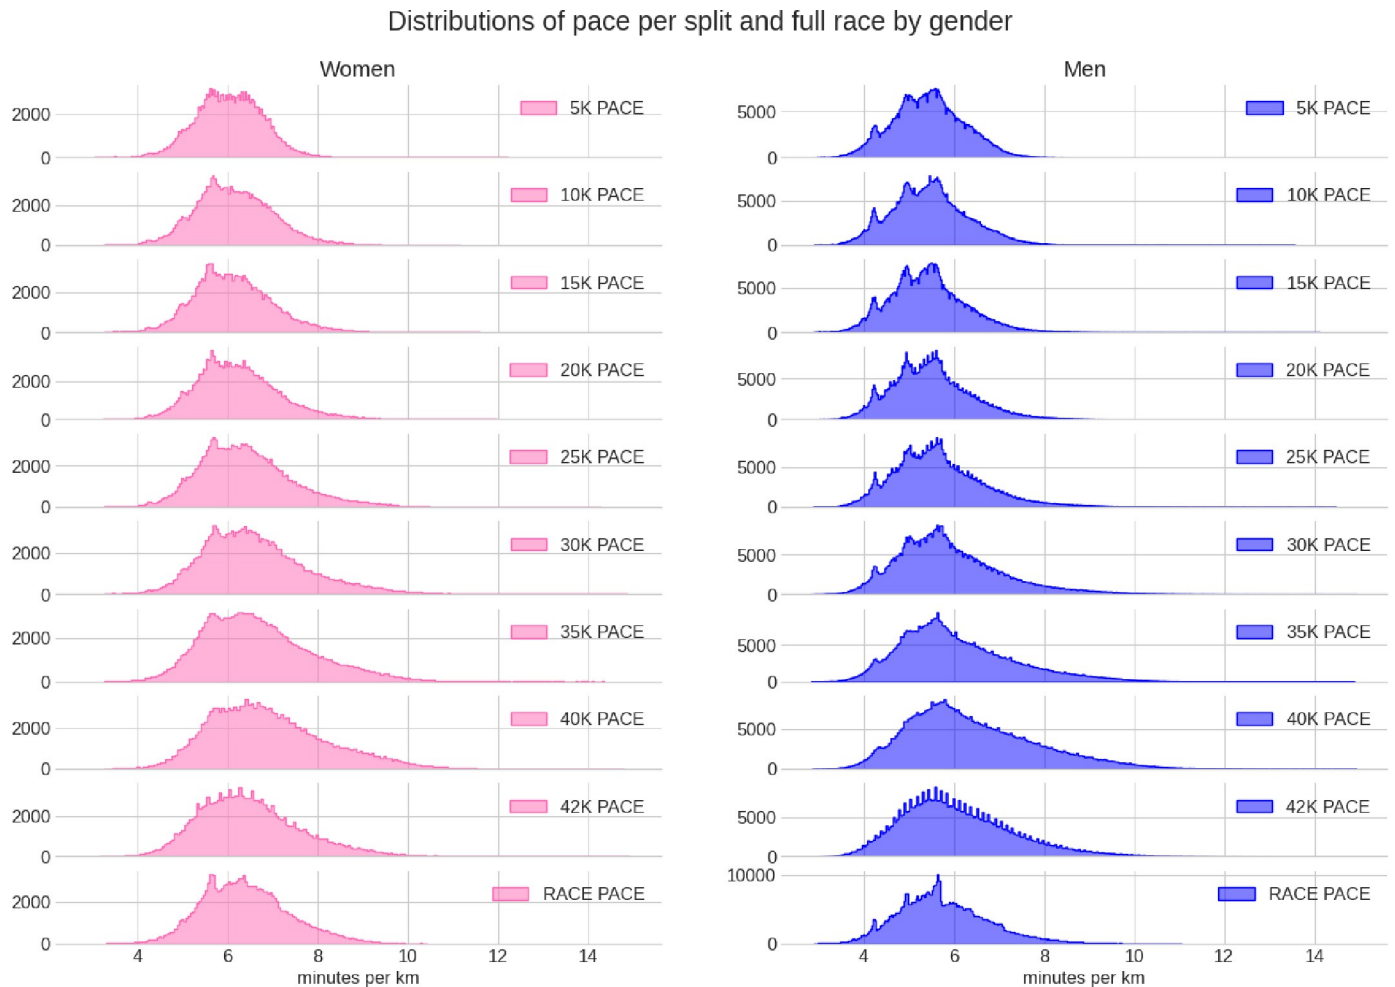 Distributions of pace per split and full race by gender
Women
Men
2000
0
5K PACE
5000
0
5K PACE
2000
0
10K PACE
5000
0
10K PACE
2000
0
15K PACE
5000
0
15K PACE
2000
0
20K PACE
5000
0
20K PACE
2000
0
25K PACE
5000
0
25K PACE
2000
0
30K PACE
5000
0
30K PACE
2000
0
35K PACE
5000
0
35K PACE
2000
0
40K PACE
5000
0
40K PACE
2000
0
42K PACE
5000
0
42K PACE
2000
0
RACE PACE
10000
0
RACE PACE
4 6 8 10 12 14
4 6 8 10 12 14
minutes per km
minutes per km